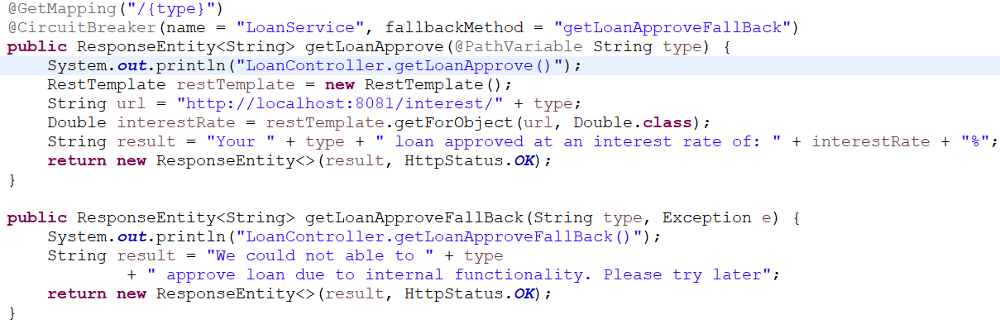 @GetMapping("/{type}")
@CircuitBreaker(name = "LoanService", fallbackMethod = "getLoanApproveFallBack")
public ResponseEntity<String> getLoanApprove(@PathVariable String type) {
    System.out.println("LoanController.getLoanApprove()");
    RestTemplate restTemplate = new RestTemplate();
    String url = "http://localhost:8081/interest/" + type;
    Double interestRate = restTemplate.getForObject(url, Double.class);
    String result = "Your " + type + " loan approved at an interest rate of: " + interestRate + "%";
    return new ResponseEntity<>(result, HttpStatus.OK);
}
public ResponseEntity<String> getLoanApproveFallBack(String type, Exception e) {
    System.out.println("LoanController.getLoanApproveFallBack()");
    String result = "We could not able to " + type
            + " approve loan due to internal functionality. Please try later";
    return new ResponseEntity<>(result, HttpStatus.OK);
}